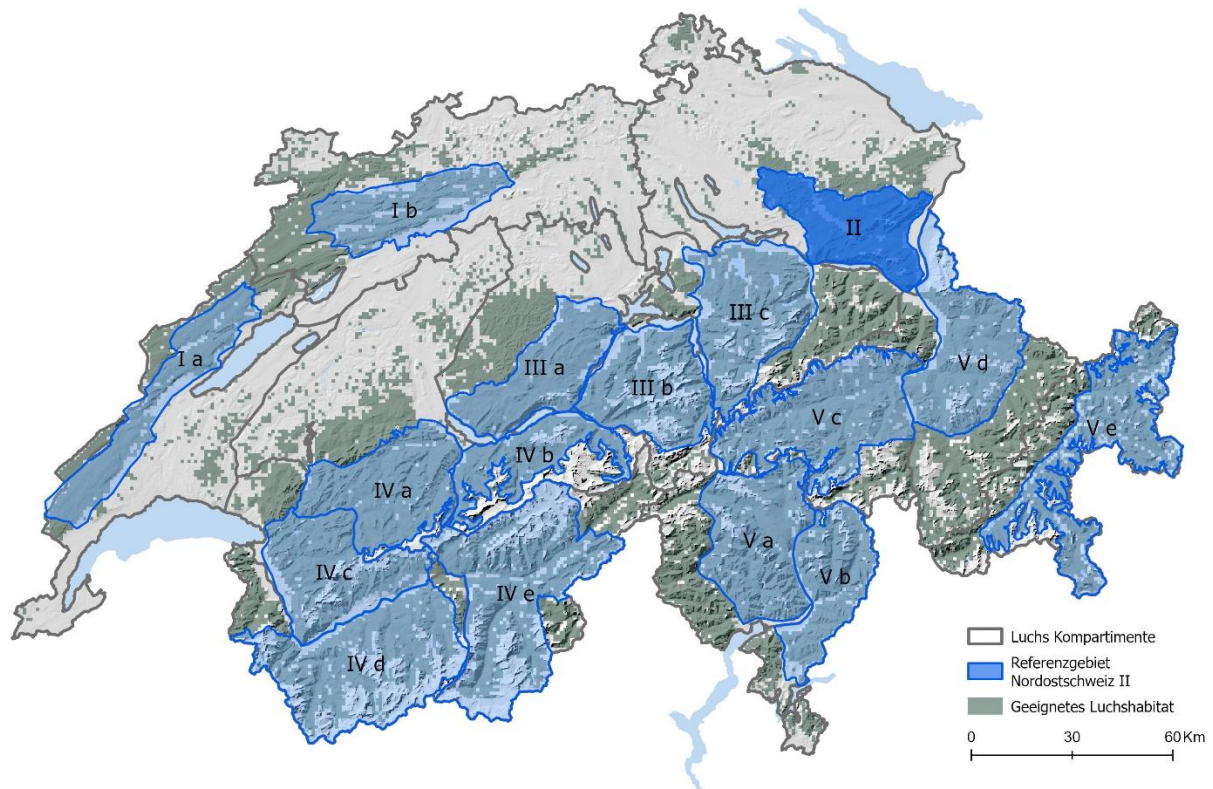 I b
II
III c
I a
III a
III b
V d
V c
V e
IV b
IV a
V a
V b
IV c
IV e
IV d
Luchs Kompartimente
Referenzgebiet
Nordostschweiz II
Geeignetes Luchshabitat
0 30 60 Km